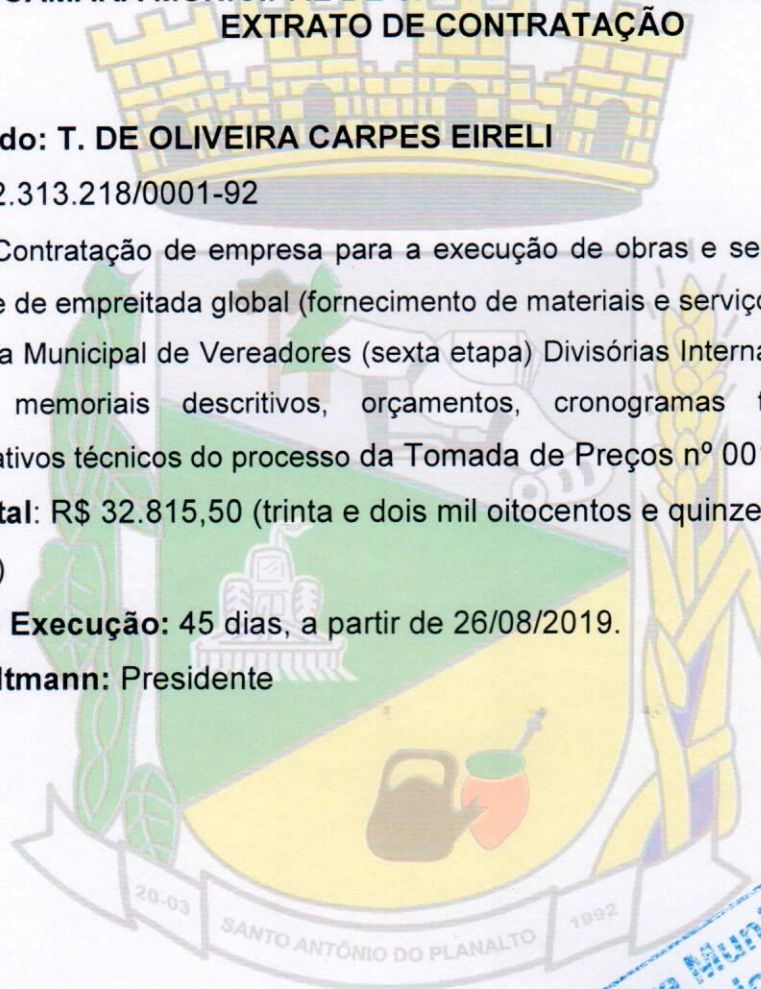 EXTRATO DE CONTRATAÇÃO
do: T. DE OLIVEIRA CARPES EIRELI
2.313.218/0001-92
Contratação de empresa para a execução de obras e se
e de empreitada global (fornecimento de materiais e serviço
a Municipal de Vereadores (sexta etapa) Divisórias Interna
memoriais descritivos, orçamentos, cronogramas t
ativos técnicos do processo da Tomada de Preços nº 001
tal: R$ 32.815,50 (trinta e dois mil oitocentos e quinze
)
Execução: 45 dias, a partir de 26/08/2019.
ltmann: Presidente
20-03 SANTO ANTÔNIO DO PLANALTO 1992